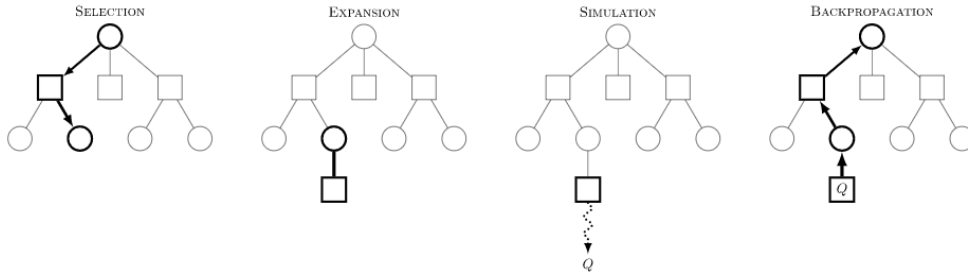 SELECTION
EXPANSION
SIMULATION
BACKPROPAGATION
Q
Q